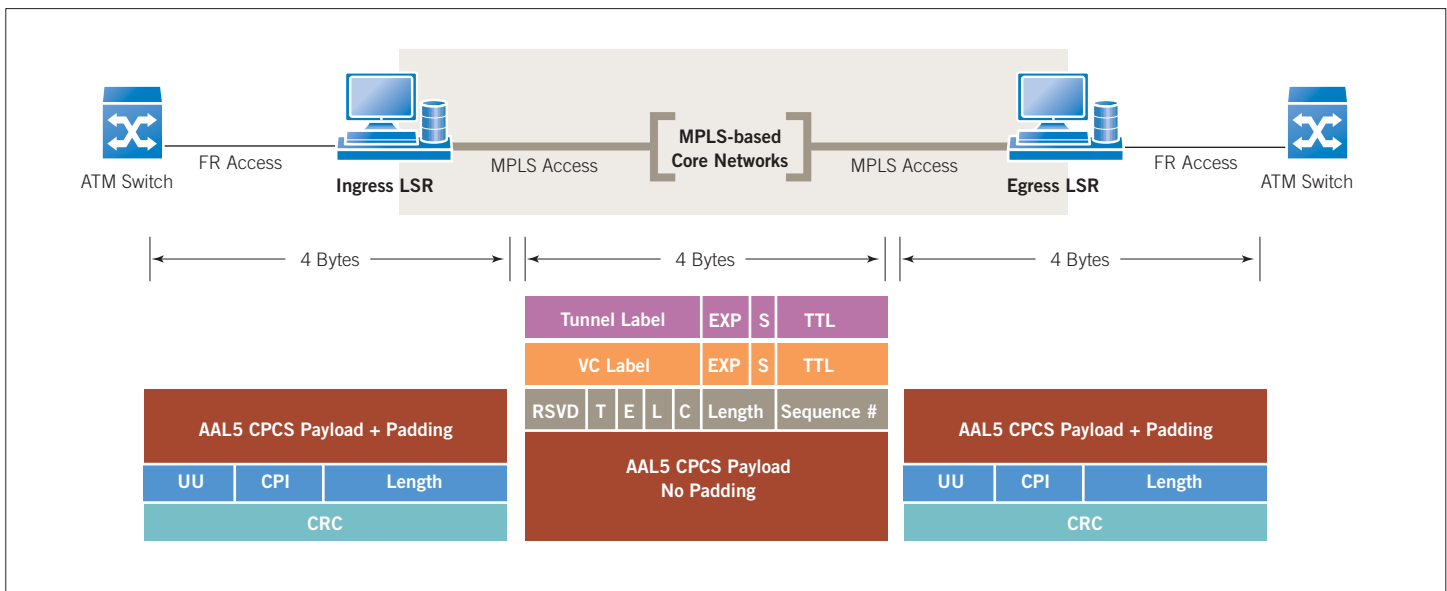 ATM Switch
FR Access
Ingress LSR
MPLS Access
MPLS-based
Core Networks
MPLS Access
Egress LSR
FR Access
ATM Switch
4 Bytes
4 Bytes
4 Bytes
Tunnel Label EXP S TTL
VC Label EXP S TTL
RSVD T E L C Length Sequence #
AAL5 CPCS Payload + Padding
UU CPI Length
CRC
AAL5 CPCS Payload
No Padding
AAL5 CPCS Payload + Padding
UU CPI Length
CRC